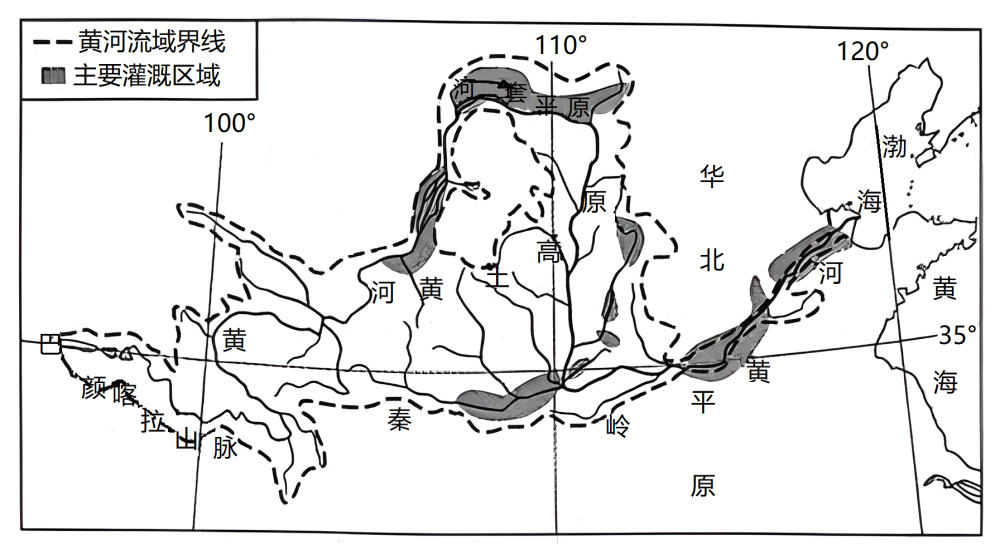 黄河流域界线
主要灌溉区域
100°
110°
120°
35°
河套平原
渤海
华北平原
黄土高原
黄河
黄河
黄海
巴颜喀拉山脉
秦岭